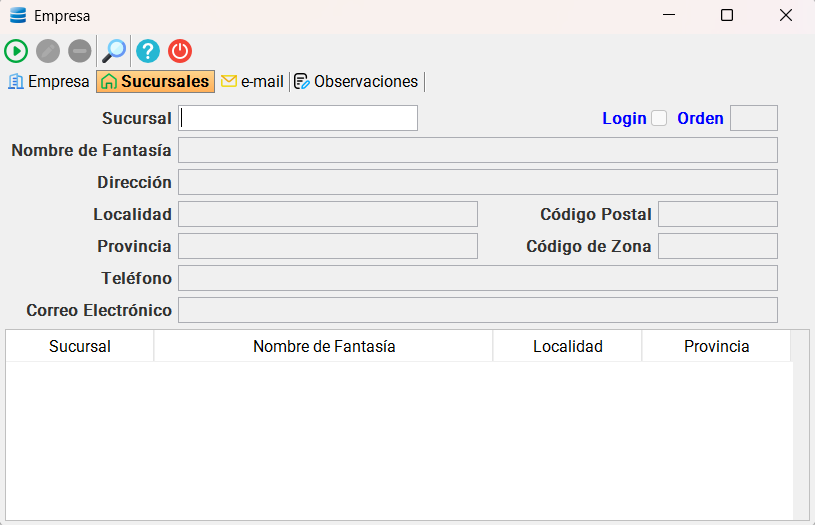 Empresa
?
Empresa Sucursales e-mail Observaciones
Sucursal Login Orden
Nombre de Fantasía
Dirección
Localidad Código Postal
Provincia Código de Zona
Teléfono
Correo Electrónico
Sucursal Nombre de Fantasía Localidad Provincia